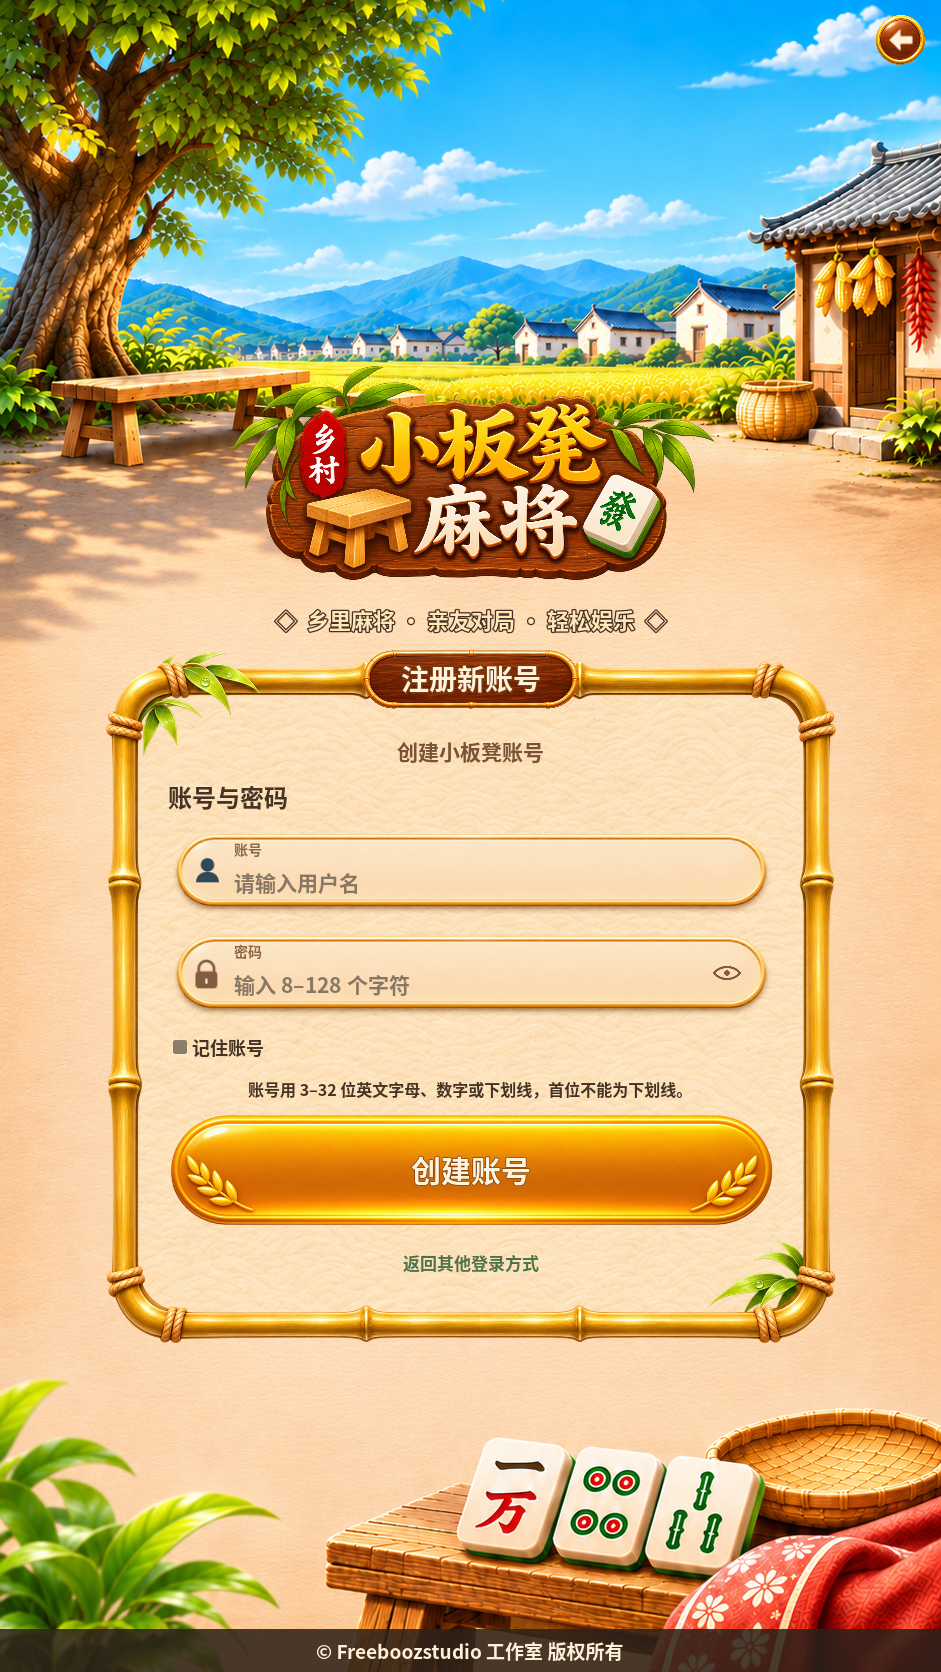 乡村
小板凳
麻将
發
◇ 乡里麻将 · 亲友对局 · 轻松娱乐 ◇
注册新账号
创建小板凳账号
账号与密码
账号
请输入用户名
密码
输入 8–128 个字符
记住账号
账号用 3–32 位英文字母、数字或下划线，首位不能为下划线。
创建账号
返回其他登录方式
一万
© Freeboozstudio 工作室 版权所有